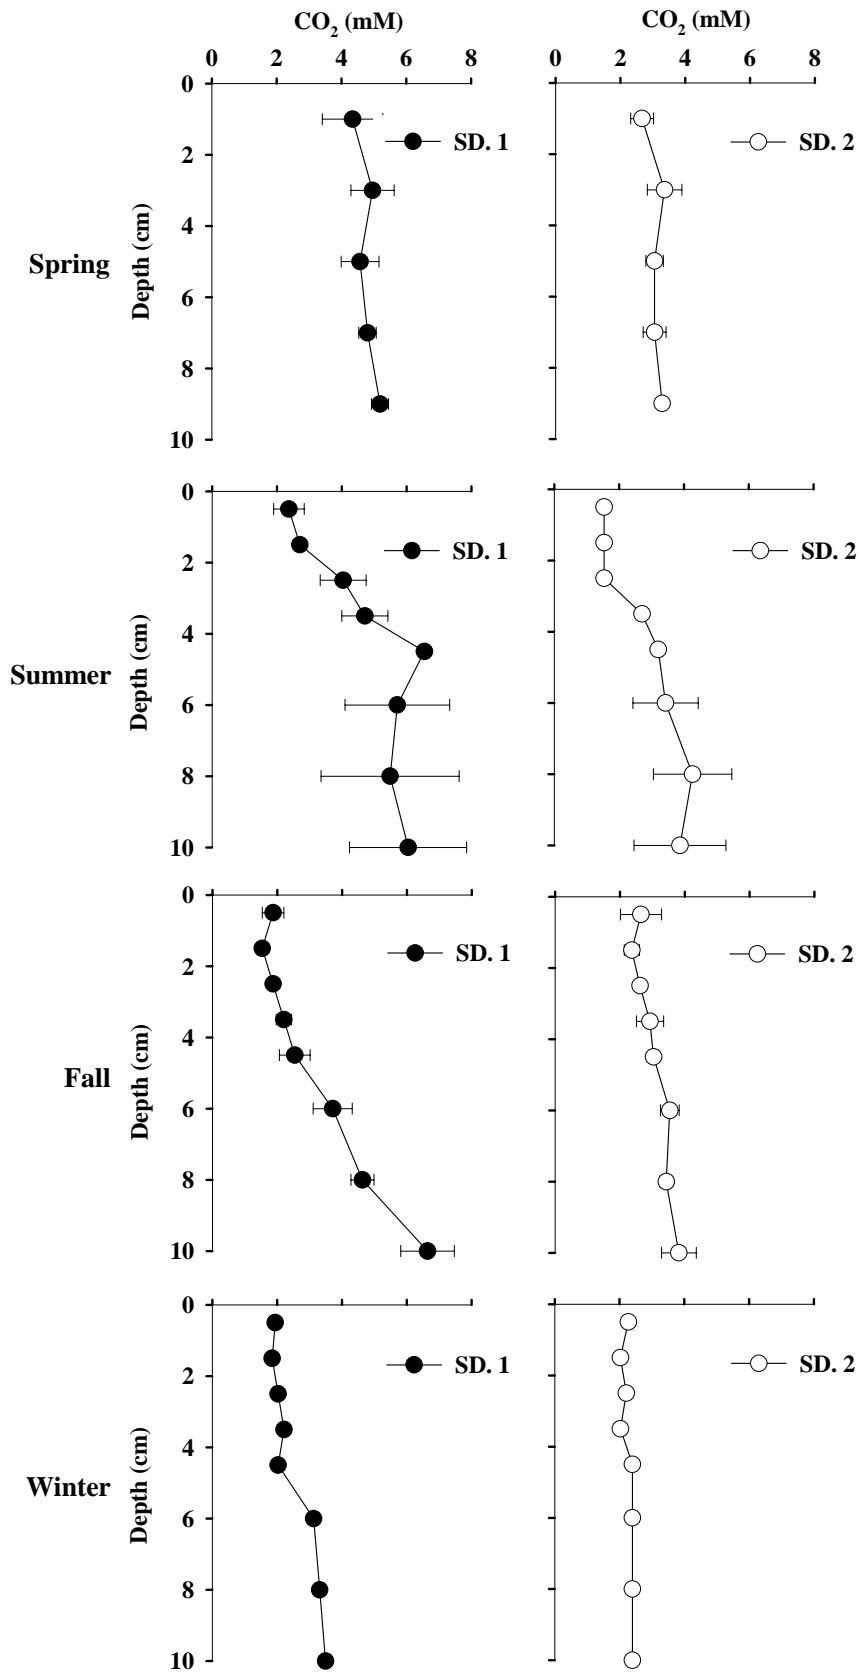 CO2 (mM) CO2 (mM)
0 2 4 6 8 0 2 4 6 8
0
2
4
6
8
10
Spring
Depth (cm)
SD. 1
SD. 2
0
2
4
6
8
10
Summer
Depth (cm)
SD. 1
SD. 2
0
2
4
6
8
10
Fall
Depth (cm)
SD. 1
SD. 2
0
2
4
6
8
10
Winter
Depth (cm)
SD. 1
SD. 2